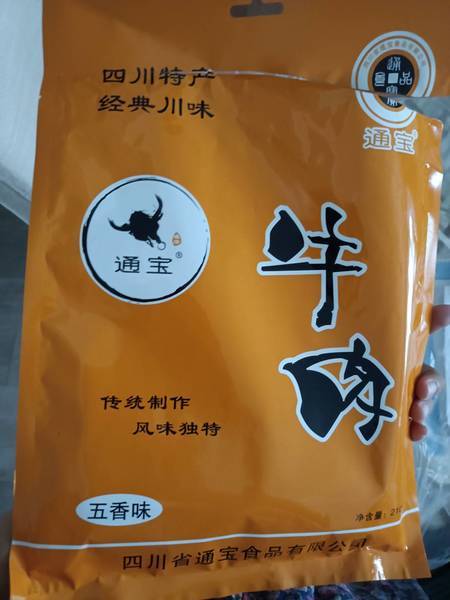 四川特产
经典川味
通宝®
通宝®
牛肉
传统制作
风味独特
五香味
净含量：21
四川省通宝食品有限公司